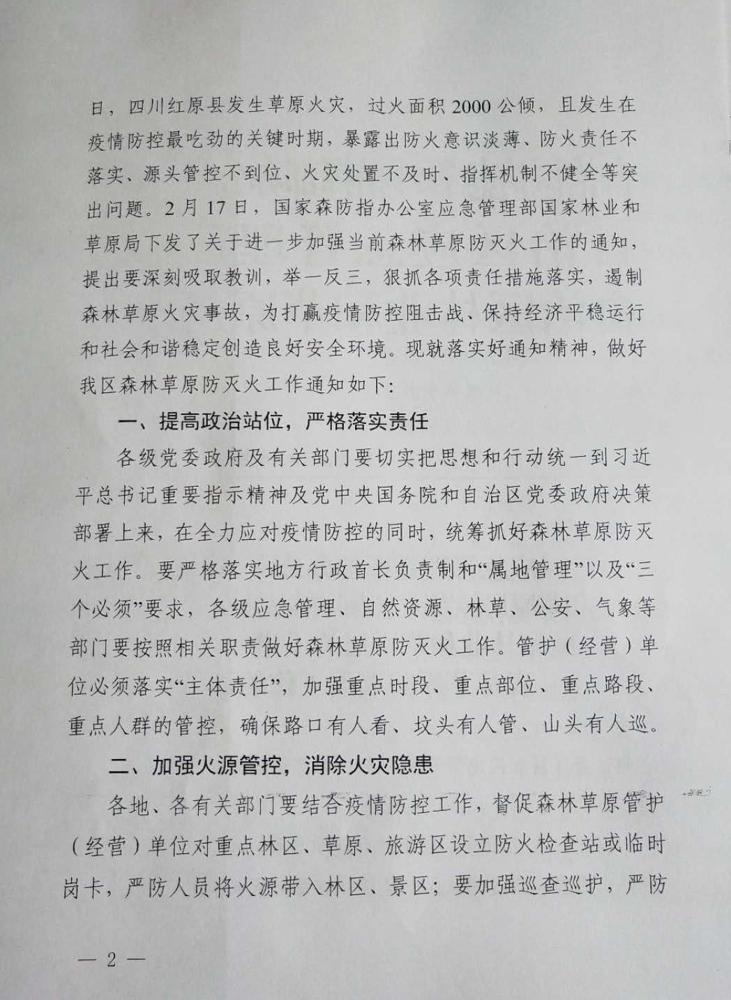 日，四川红原县发生草原火灾，过火面积 2000 公倾，且发生在
疫情防控最吃劲的关键时期，暴露出防火意识淡薄、防火责任不
落实、源头管控不到位、火灾处置不及时、指挥机制不健全等突
出问题。2 月 17 日，国家森防指办公室应急管理部国家林业和
草原局下发了关于进一步加强当前森林草原防灭火工作的通知，
提出要深刻吸取教训，举一反三，狠抓各项责任措施落实，遏制
森林草原火灾事故，为打赢疫情防控阻击战、保持经济平稳运行
和社会和谐稳定创造良好安全环境。现就落实好通知精神，做好
我区森林草原防灭火工作通知如下：
一、提高政治站位，严格落实责任
各级党委政府及有关部门要切实把思想和行动统一到习近
平总书记重要指示精神及党中央国务院和自治区党委政府决策
部署上来，在全力应对疫情防控的同时，统筹抓好森林草原防灭
火工作。要严格落实地方行政首长负责制和“属地管理”以及“三
个必须”要求，各级应急管理、自然资源、林草、公安、气象等
部门要按照相关职责做好森林草原防灭火工作。管护（经营）单
位必须落实“主体责任”，加强重点时段、重点部位、重点路段、
重点人群的管控，确保路口有人看、坟头有人管、山头有人巡。
二、加强火源管控，消除火灾隐患
各地、各有关部门要结合疫情防控工作，督促森林草原管护
（经营）单位对重点林区、草原、旅游区设立防火检查站或临时
岗卡，严防人员将火源带入林区、景区；要加强巡查巡护，严防
— 2 —